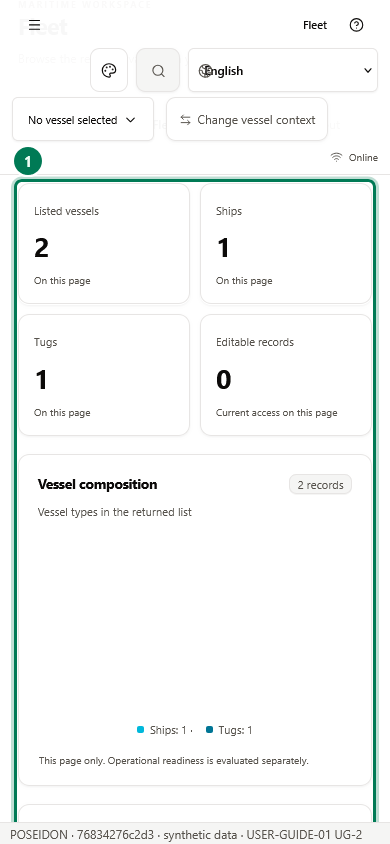 MARITIME WORKSPACE
Fleet
Fleet
English
No vessel selected
Change vessel context
1
Online
Listed vessels
2
On this page
Ships
1
On this page
Tugs
1
On this page
Editable records
0
Current access on this page
Vessel composition
2 records
Vessel types in the returned list
Ships: 1 ·
Tugs: 1
This page only. Operational readiness is evaluated separately.
POSEIDON · 76834276c2d3 · synthetic data · USER-GUIDE-01 UG-2